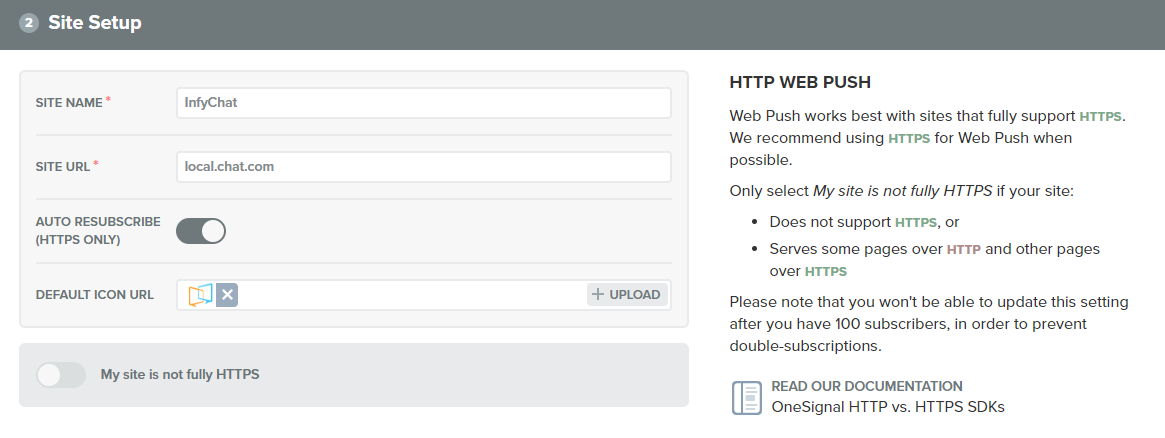 2 Site Setup
SITE NAME *
InfyChat
SITE URL *
local.chat.com
AUTO RESUBSCRIBE
(HTTPS ONLY)
DEFAULT ICON URL
× + UPLOAD
My site is not fully HTTPS
HTTP WEB PUSH
Web Push works best with sites that fully support HTTPS.
We recommend using HTTPS for Web Push when
possible.
Only select My site is not fully HTTPS if your site:
• Does not support HTTPS, or
• Serves some pages over HTTP and other pages
over HTTPS
Please note that you won't be able to update this setting
after you have 100 subscribers, in order to prevent
double-subscriptions.
READ OUR DOCUMENTATION
OneSignal HTTP vs. HTTPS SDKs